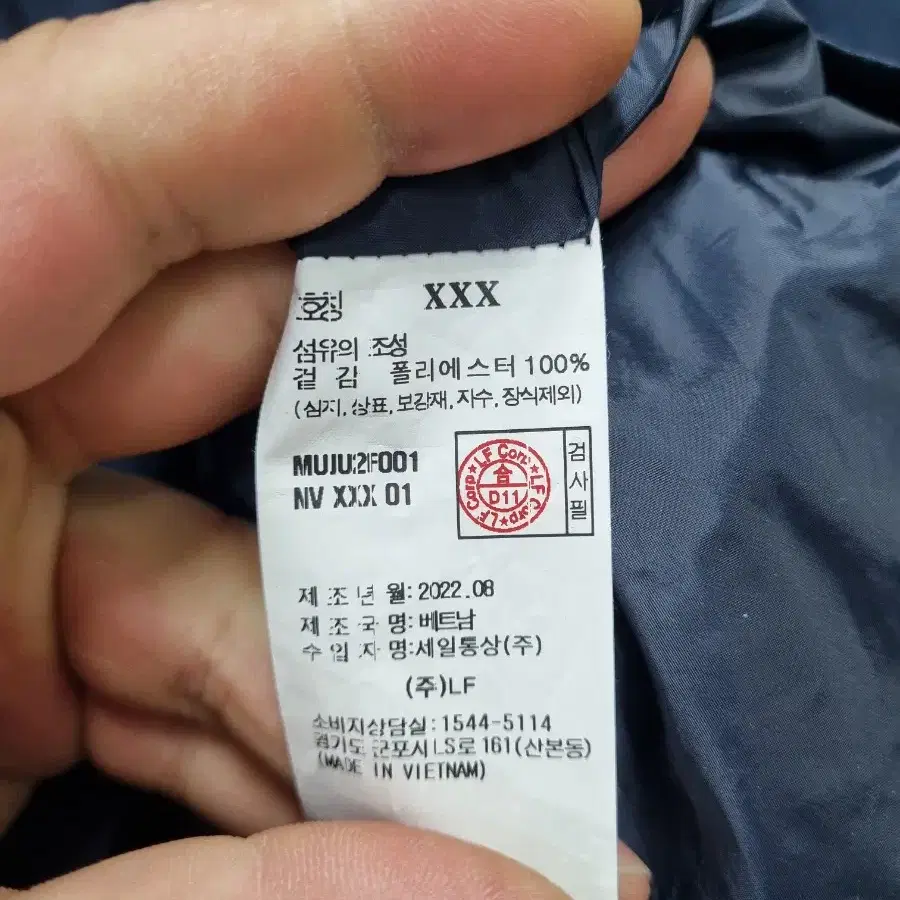 호칭 XXX
섬유의 조성
겉 감 폴리에스터 100%
(심지, 상표, 보강재, 자수, 장식제외)
MUJU2F001
NV XXX 01
LF Corp★LF Corp★LF Corp★
合
D11
검사필
제조년월:2022.08
제조국명:베트남
수입자명:세일통상(주)
(주)LF
소비자상담실:1544-5114
경기도 군포시 LS로 161(산본동)
(MADE IN VIETNAM)